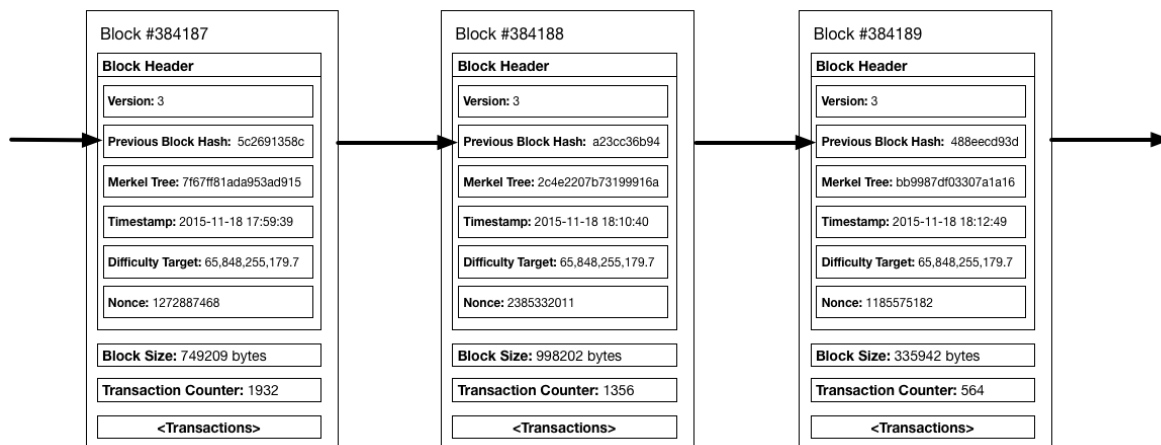 Block #384187
Block Header
Version: 3
Previous Block Hash: 5c2691358c
Merkel Tree: 7f67ff81ada953ad915
Timestamp: 2015-11-18 17:59:39
Difficulty Target: 65,848,255,179.7
Nonce: 1272887468
Block Size: 749209 bytes
Transaction Counter: 1932
<Transactions>
Block #384188
Block Header
Version: 3
Previous Block Hash: a23cc36b94
Merkel Tree: 2c4e2207b73199916a
Timestamp: 2015-11-18 18:10:40
Difficulty Target: 65,848,255,179.7
Nonce: 2385332011
Block Size: 998202 bytes
Transaction Counter: 1356
<Transactions>
Block #384189
Block Header
Version: 3
Previous Block Hash: 488eecd93d
Merkel Tree: bb9987df03307a1a16
Timestamp: 2015-11-18 18:12:49
Difficulty Target: 65,848,255,179.7
Nonce: 1185575182
Block Size: 335942 bytes
Transaction Counter: 564
<Transactions>